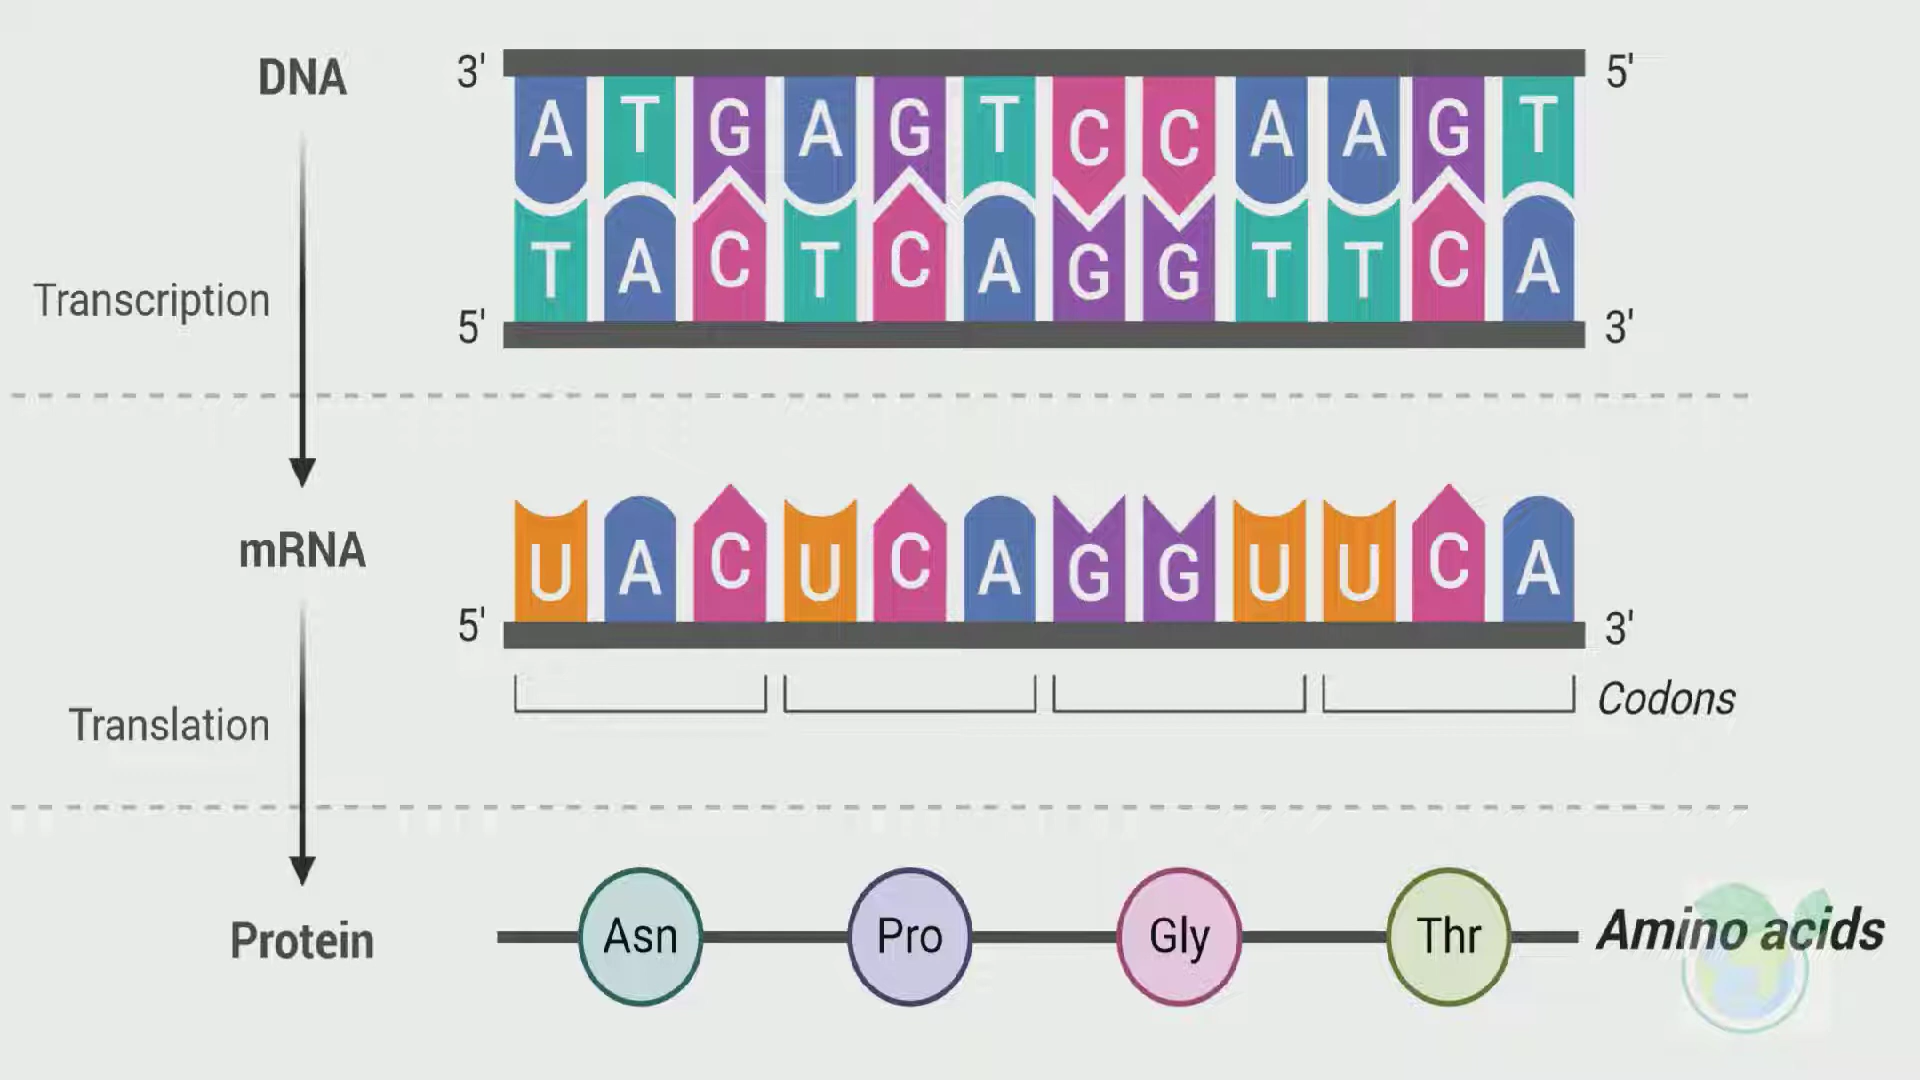 DNA
3' 5'
A T G A G T C C A A G T
T A C T C A G G T T C A
Transcription
5' 3'
mRNA
U A C U C A G G U U C A
5' 3'
Codons
Translation
Protein
Asn Pro Gly Thr
Amino acids